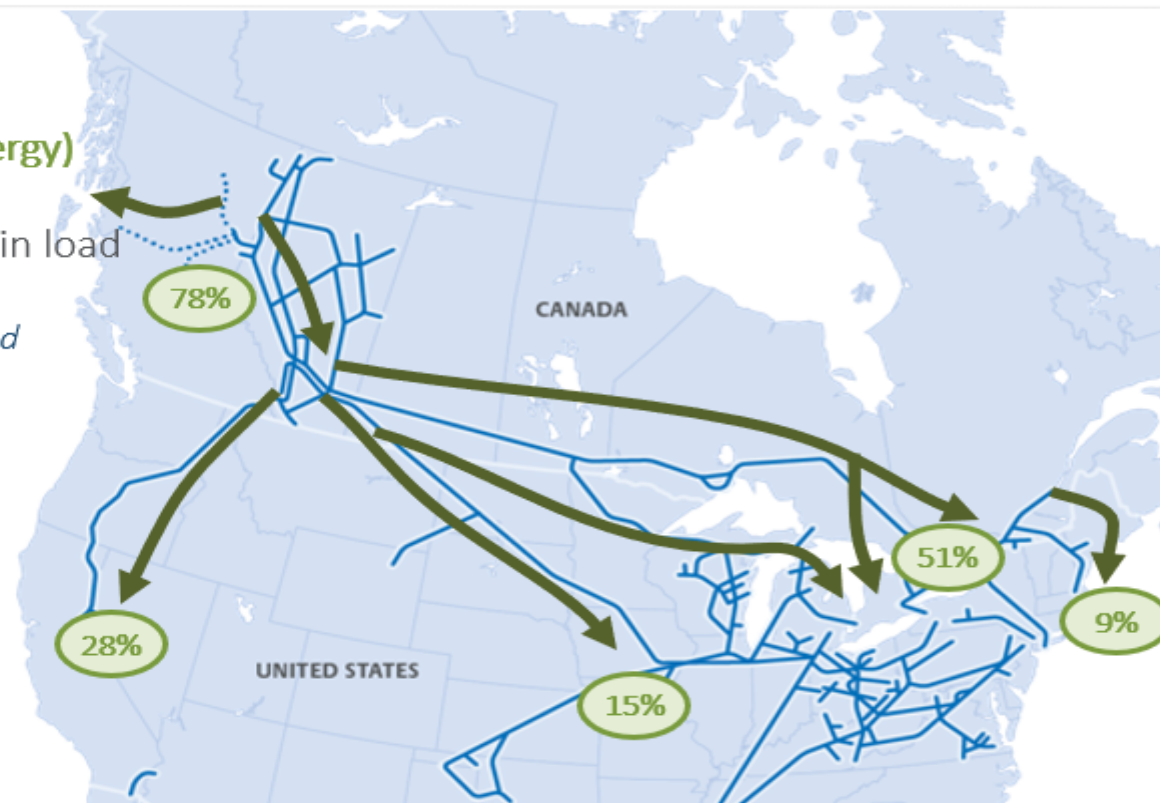 ergy)
in load
78%
d
CANADA
51%
9%
28%
UNITED STATES
15%